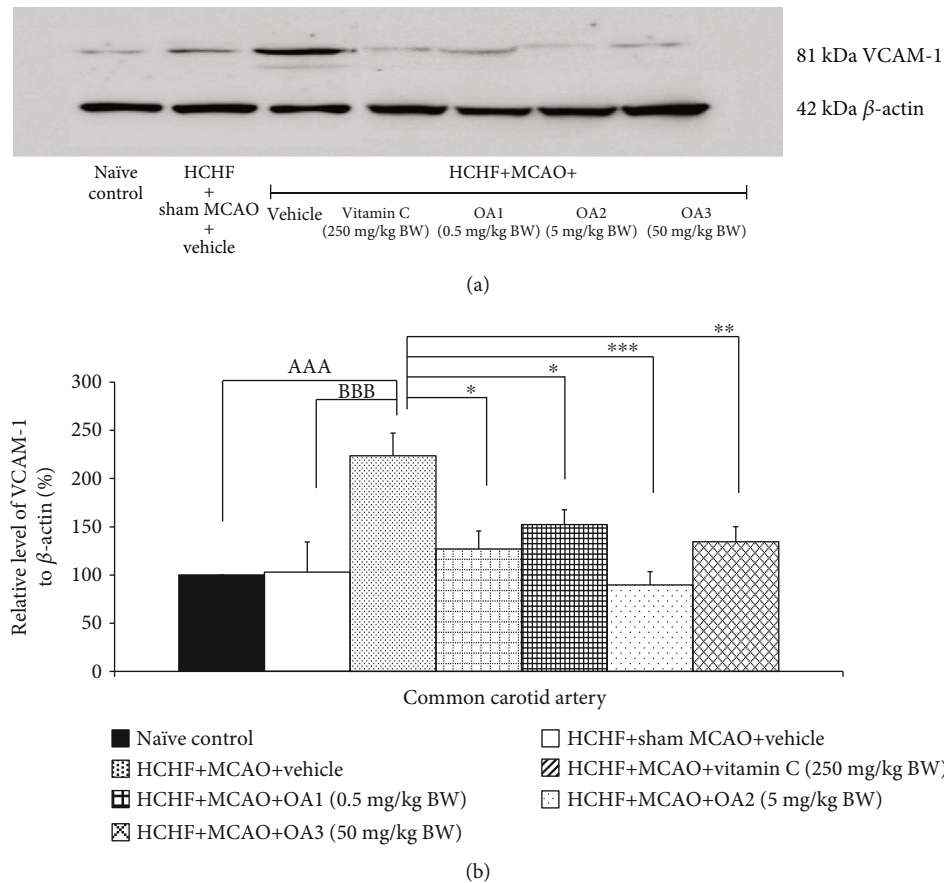 81 kDa VCAM-1
42 kDa β-actin
Naïve
control
HCHF
+
sham MCAO
+
vehicle
HCHF+MCAO+
Vehicle
Vitamin C
(250 mg/kg BW)
OA1
(0.5 mg/kg BW)
OA2
(5 mg/kg BW)
OA3
(50 mg/kg BW)
(a)
Relative level of VCAM-1
to β-actin (%)
300
250
200
150
100
50
0
AAA
BBB
*
*
***
**
Common carotid artery
Naïve control
HCHF+sham MCAO+vehicle
HCHF+MCAO+vehicle
HCHF+MCAO+vitamin C (250 mg/kg BW)
HCHF+MCAO+OA1 (0.5 mg/kg BW)
HCHF+MCAO+OA2 (5 mg/kg BW)
HCHF+MCAO+OA3 (50 mg/kg BW)
(b)